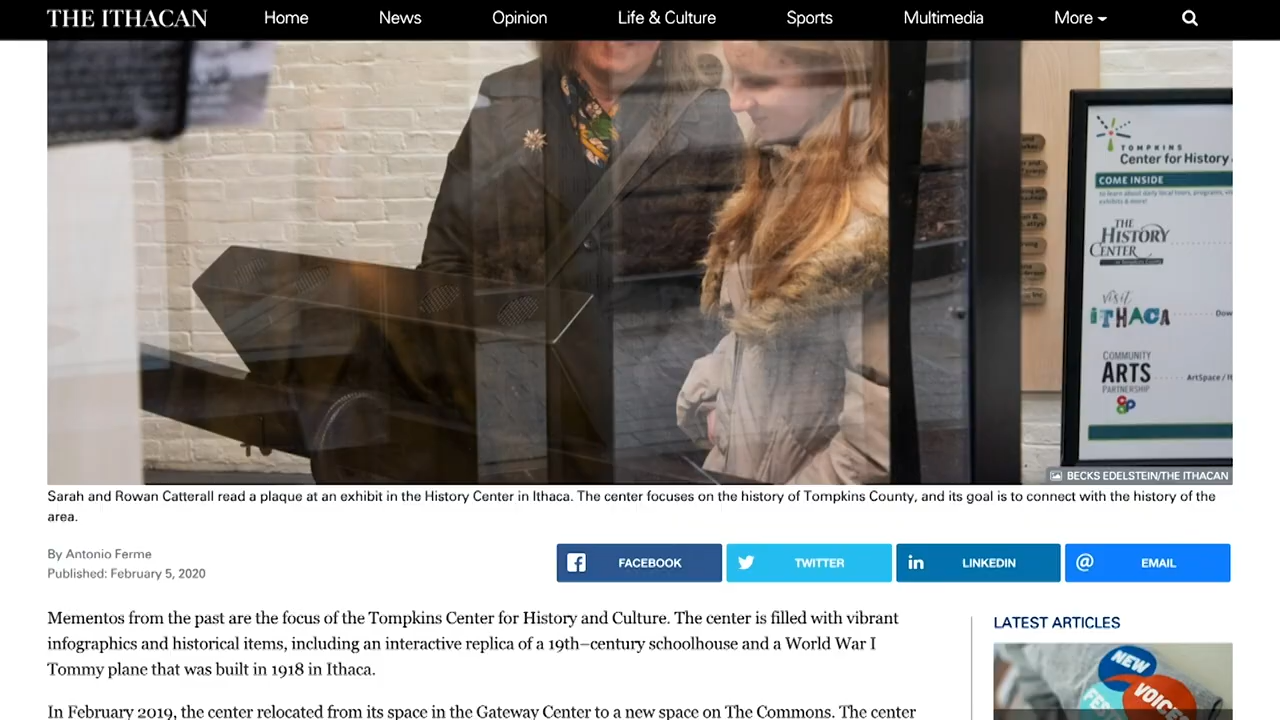 THE ITHACAN
Home
News
Opinion
Life & Culture
Sports
Multimedia
More
TOMPKINS
Center for History
COME INSIDE
THE
HISTORY
CENTER
visit
ITHACA
Dow
COMMUNITY
ARTS
PARTNERSHIP
ArtSpace / 
BECKS EDELSTEIN/THE ITHACAN
Sarah and Rowan Catterall read a plaque at an exhibit in the History Center in Ithaca. The center focuses on the history of Tompkins County, and its goal is to connect with the history of the
area.
By Antonio Ferme
Published: February 5, 2020
FACEBOOK
TWITTER
LINKEDIN
EMAIL
Mementos from the past are the focus of the Tompkins Center for History and Culture. The center is filled with vibrant
infographics and historical items, including an interactive replica of a 19th–century schoolhouse and a World War I
Tommy plane that was built in 1918 in Ithaca.
LATEST ARTICLES
NEW
VOICES
In February 2019, the center relocated from its space in the Gateway Center to a new space on The Commons. The center